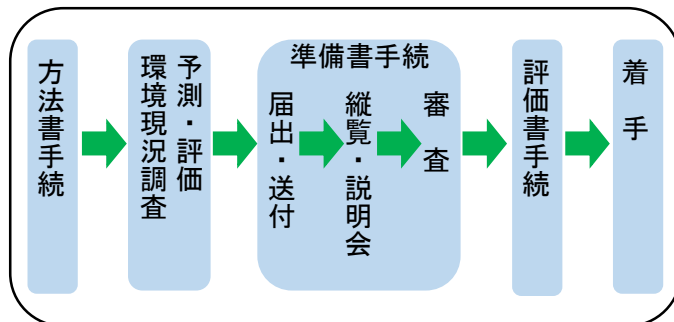 方法書手続
予測・評価
環境現況調査
準備書手続
届出・送付
縦覧・説明会
審査
評価書手続
着手